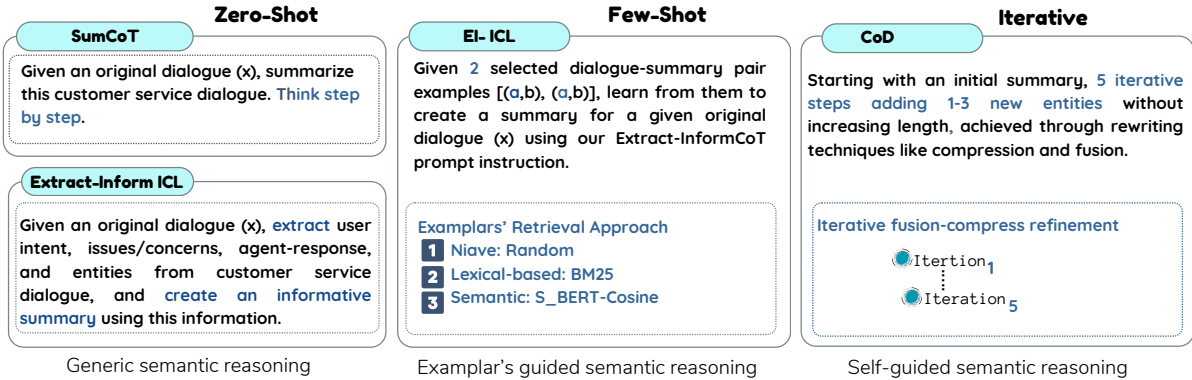 Zero-Shot
SumCoT
Given an original dialogue (x), summarize
this customer service dialogue. Think step
by step.
Extract-Inform ICL
Given an original dialogue (x), extract user
intent, issues/concerns, agent-response,
and entities from customer service
dialogue, and create an informative
summary using this information.
Generic semantic reasoning
Few-Shot
EI- ICL
Given 2 selected dialogue-summary pair
examples [(a,b), (a,b)], learn from them to
create a summary for a given original
dialogue (x) using our Extract-InformCoT
prompt instruction.
Examplars' Retrieval Approach
1 Niave: Random
2 Lexical-based: BM25
3 Semantic: S_BERT-Cosine
Examplar's guided semantic reasoning
Iterative
CoD
Starting with an initial summary, 5 iterative
steps adding 1-3 new entities without
increasing length, achieved through rewriting
techniques like compression and fusion.
Iterative fusion-compress refinement
Itertion 1
Iteration 5
Self-guided semantic reasoning